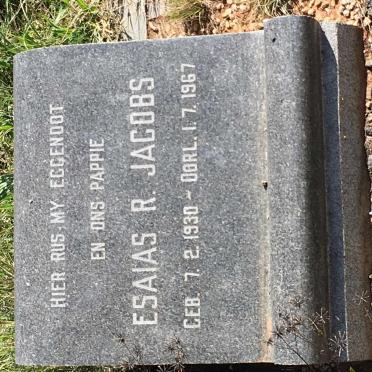 HIER RUS MY EGGENOOT
EN ONS PAPPIE
ESAIAS R. JACOBS
GEB. 7. 2. 1930 – OORL. 1. 7. 1967